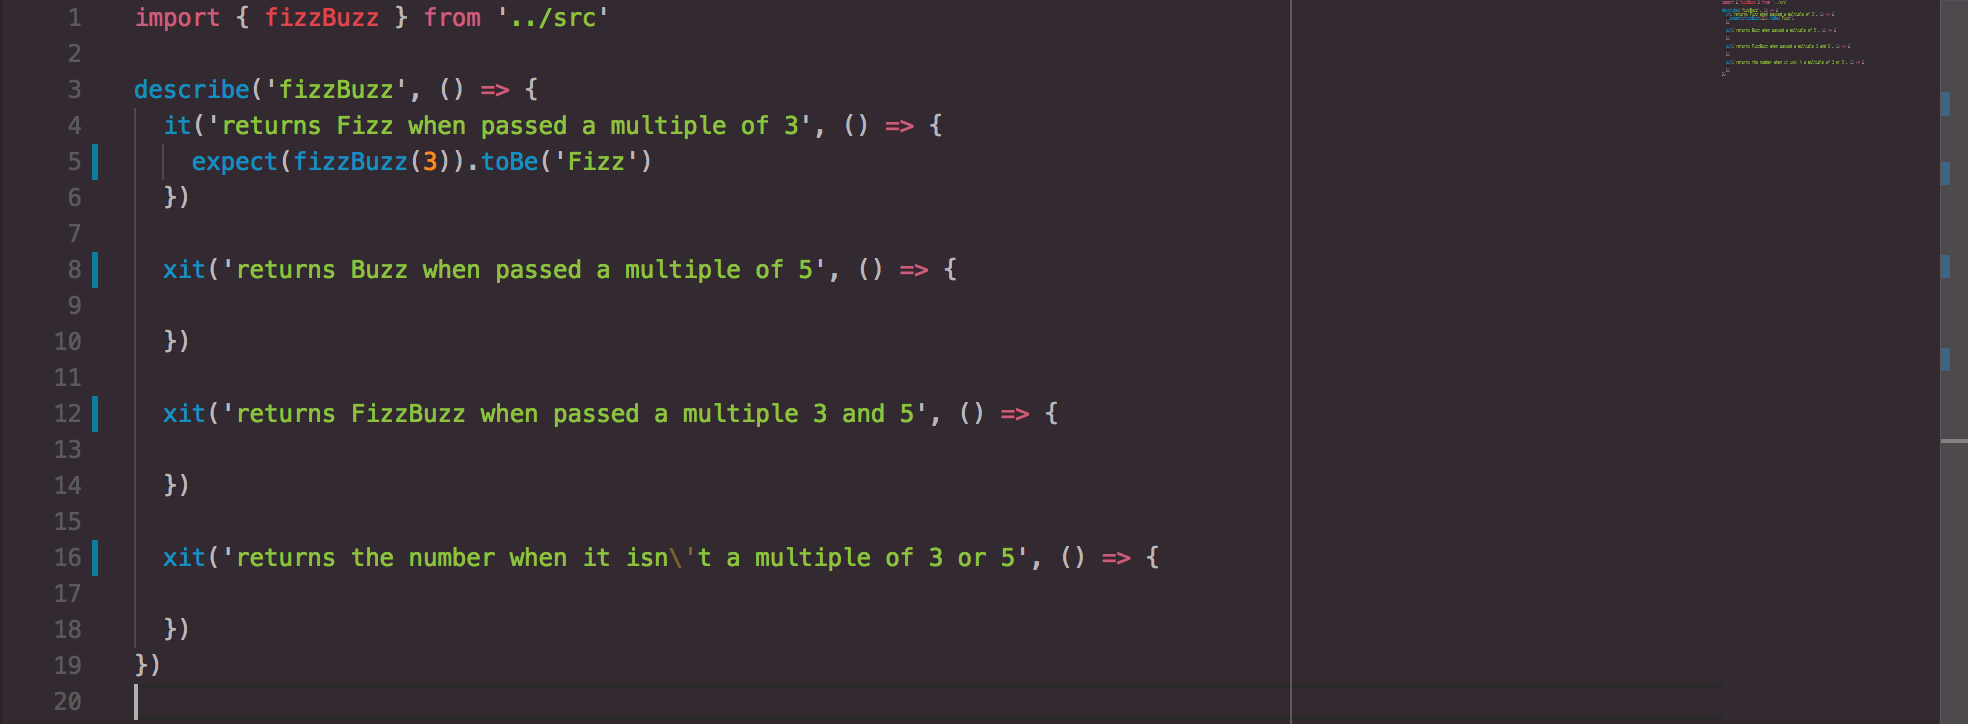 1 import { fizzBuzz } from '../src'
2
3 describe('fizzBuzz', () => {
4 it('returns Fizz when passed a multiple of 3', () => {
5 expect(fizzBuzz(3)).toBe('Fizz')
6 })
7
8 xit('returns Buzz when passed a multiple of 5', () => {
9
10 })
11
12 xit('returns FizzBuzz when passed a multiple 3 and 5', () => {
13
14 })
15
16 xit('returns the number when it isn\'t a multiple of 3 or 5', () => {
17
18 })
19 })
20